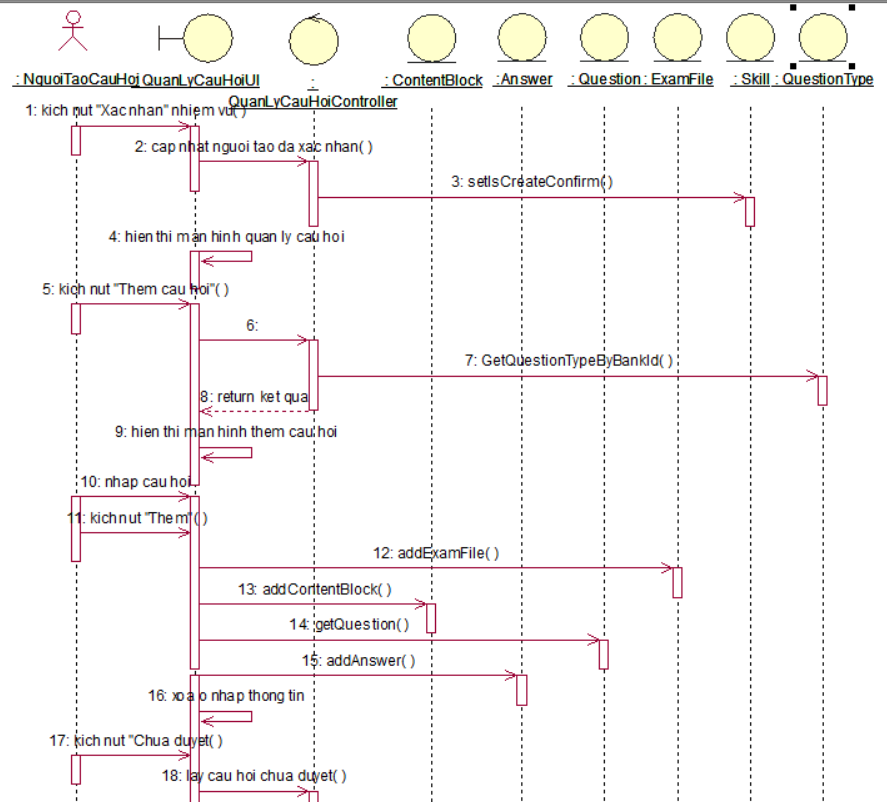 : NguoiTaoCauHoi
: QuanLyCauHoiUI
:
QuanLyCauHoiController
: ContentBlock
: Answer
: Question
: ExamFile
: Skill
: QuestionType
1: kich nut "Xac nhan" nhiem vu( )
2: cap nhat nguoi tao da xac nhan( )
3: setIsCreateConfirm( )
4: hien thi man hinh quan ly cau hoi
5: kich nut "Them cau hoi"( )
6:
7: GetQuestionTypeByBankId( )
8: return ket qua
9: hien thi man hinh them cau hoi
10: nhap cau hoi
11: kich nut "Them"( )
12: addExamFile( )
13: addContentBlock( )
14: getQuestion( )
15: addAnswer( )
16: xoa o nhap thong tin
17: kich nut "Chua duyet( )
18: lay cau hoi chua duyet( )